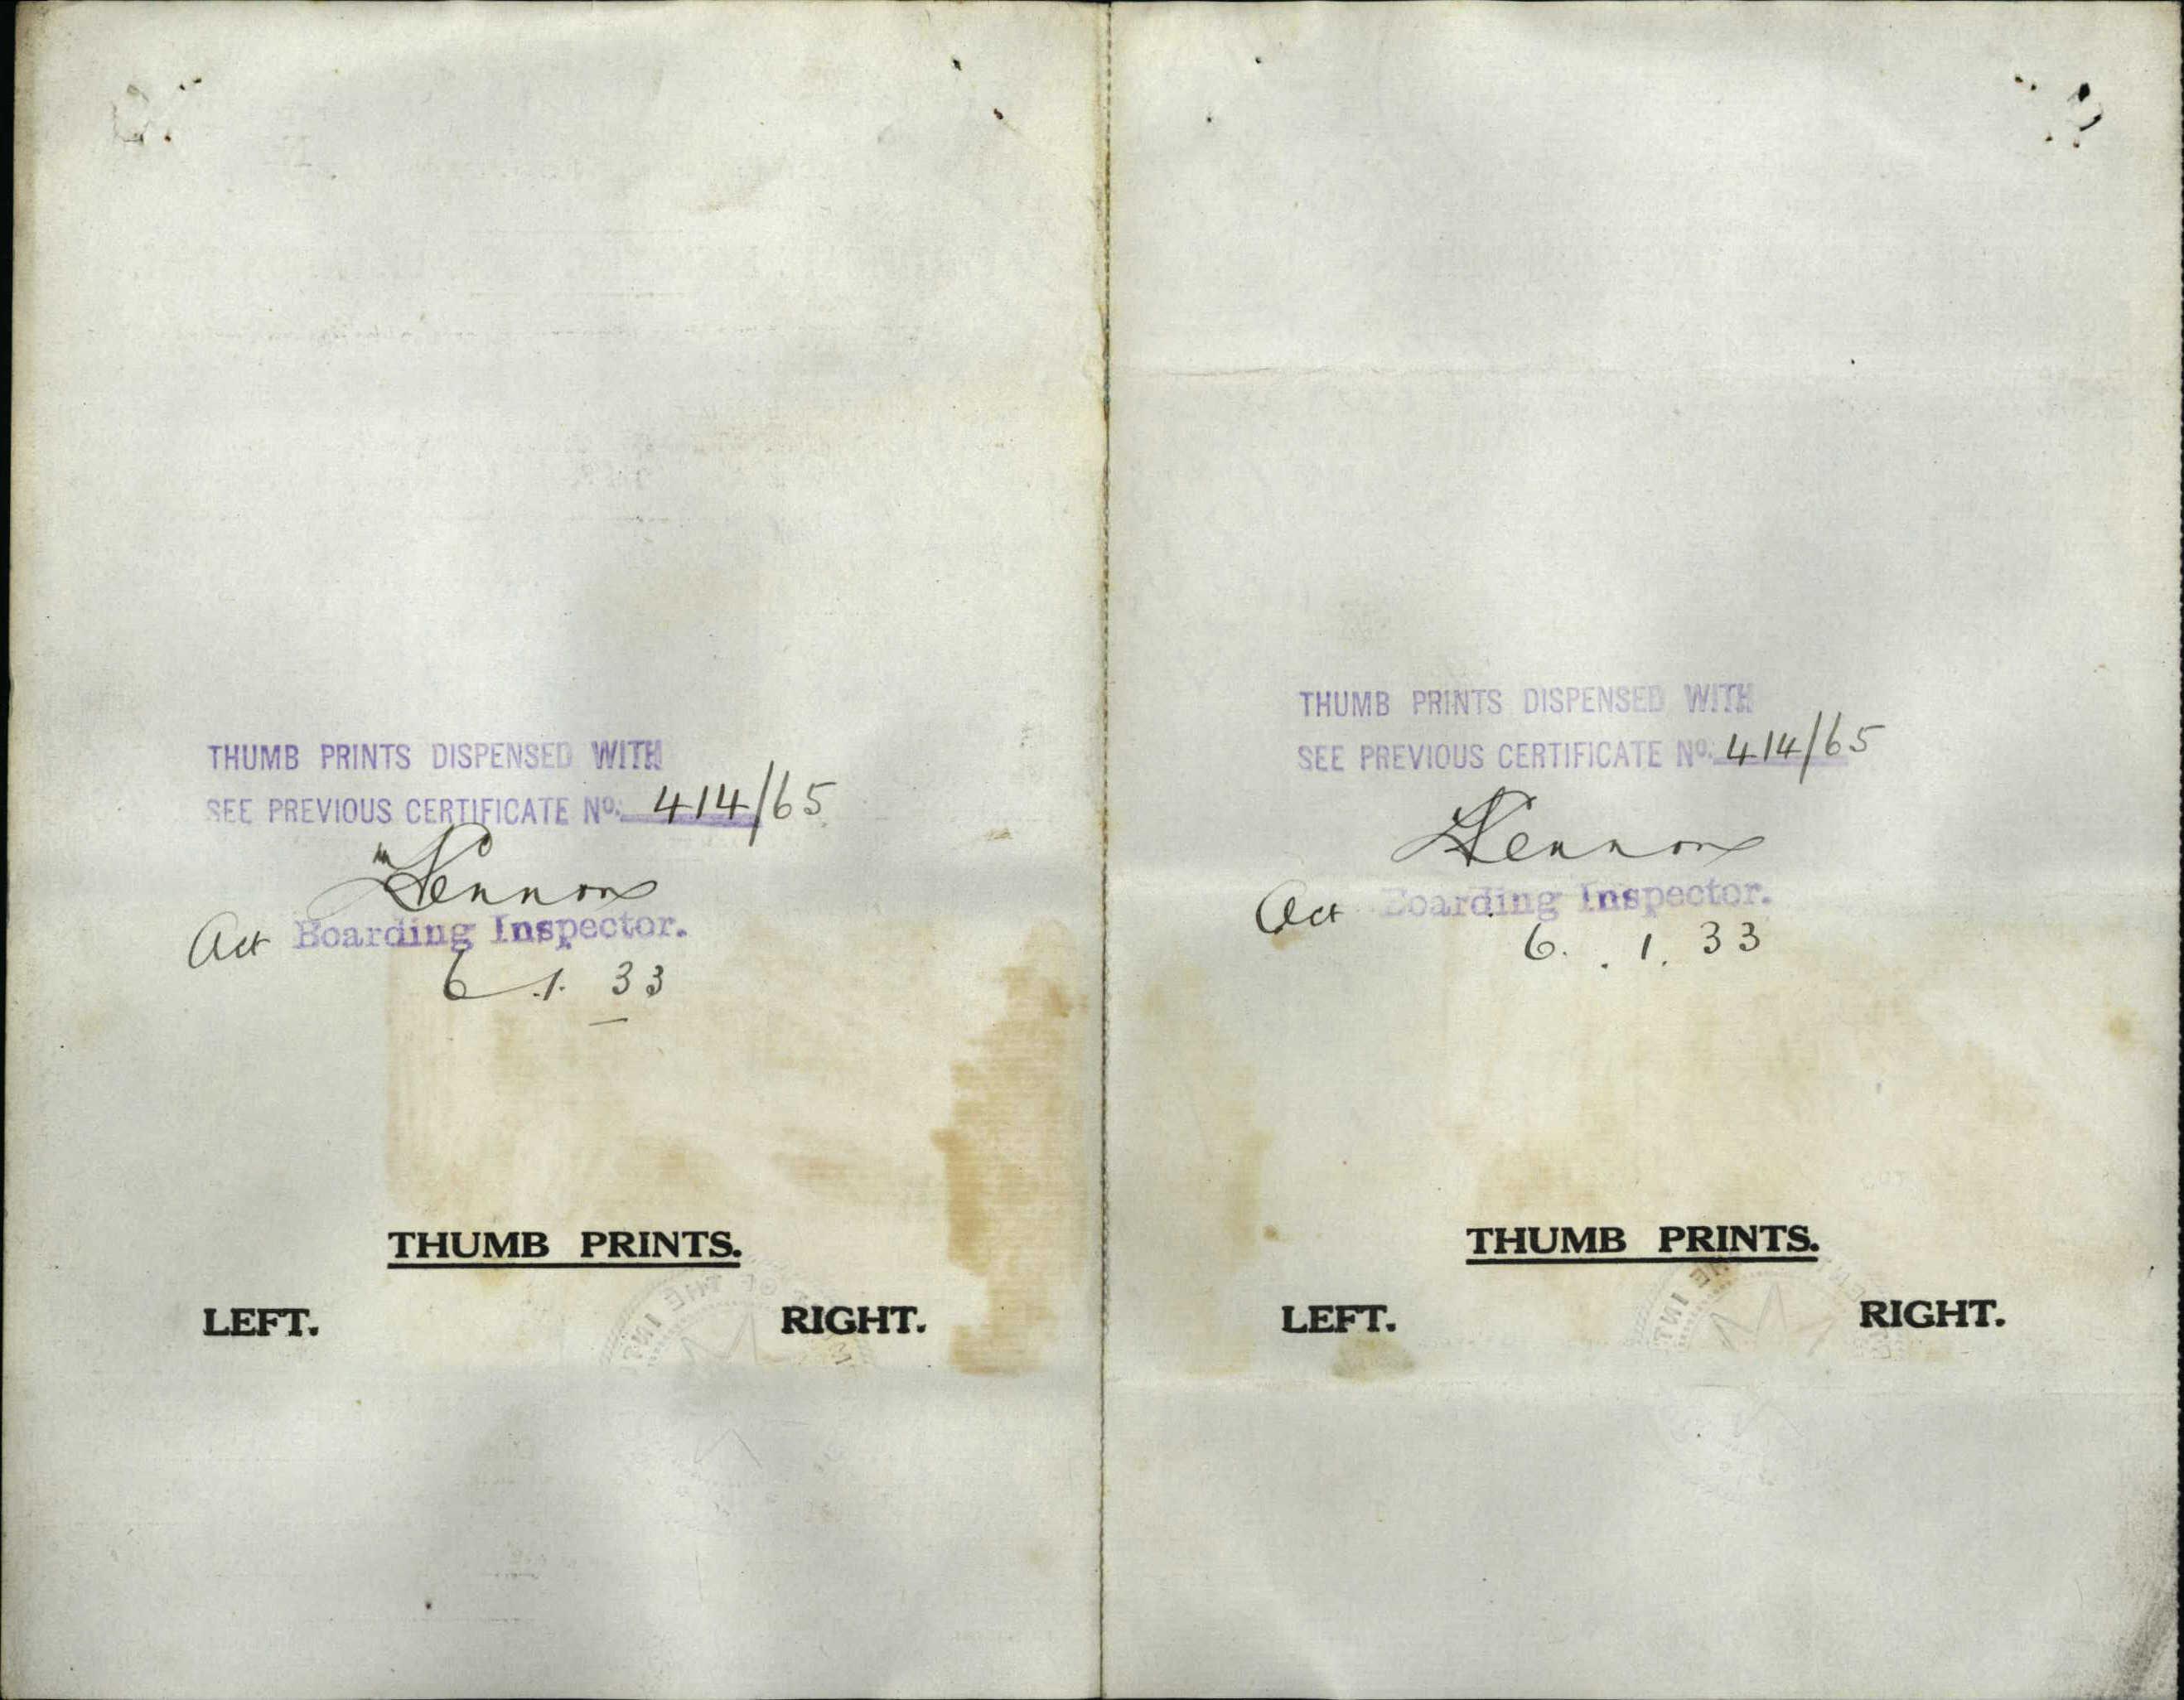 THUMB PRINTS DISPENSED WITH
SEE PREVIOUS CERTIFICATE No. 414/65
Lennox
Act Boarding Inspector.
6.1.33
THUMB PRINTS.
LEFT. RIGHT.
THUMB PRINTS DISPENSED WITH
SEE PREVIOUS CERTIFICATE No. 414/65
Lennox
Act Boarding Inspector.
6.1.33
THUMB PRINTS.
LEFT. RIGHT.